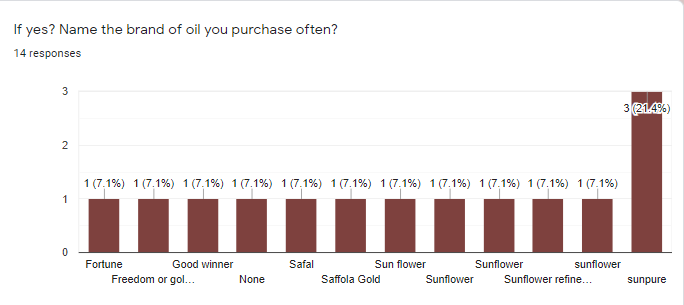 If yes? Name the brand of oil you purchase often?
14 responses
3
2
1
0
1 (7.1%) 1 (7.1%) 1 (7.1%) 1 (7.1%) 1 (7.1%) 1 (7.1%) 1 (7.1%) 1 (7.1%) 1 (7.1%) 1 (7.1%) 1 (7.1%)
3 (21.4%)
Fortune Good winner Safal Sun flower Sunflower sunflower
Freedom or gol… None Saffola Gold Sunflower Sunflower refine… sunpure